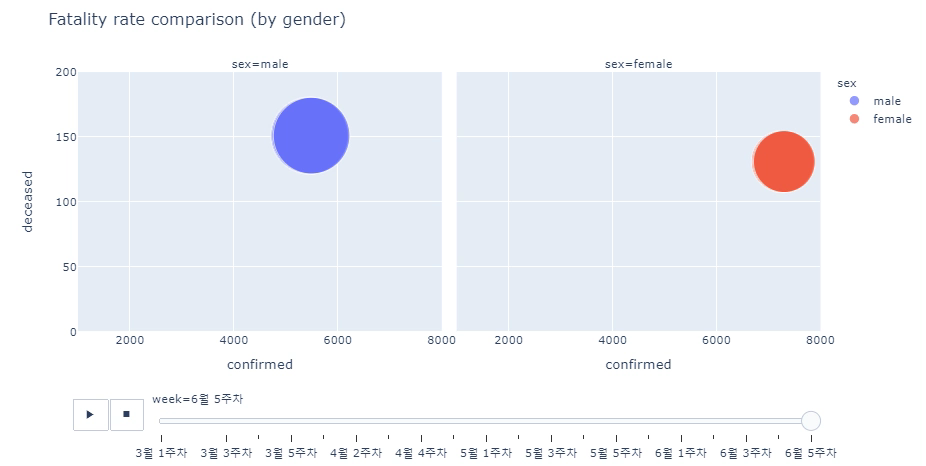 Fatality rate comparison (by gender)
sex=male
sex=female
sex
male
female
200
150
100
50
0
deceased
2000 4000 6000 8000
2000 4000 6000 8000
confirmed
confirmed
week=6월 5주차
3월 1주차 3월 3주차 3월 5주차 4월 2주차 4월 4주차 5월 1주차 5월 3주차 5월 5주차 6월 1주차 6월 3주차 6월 5주차